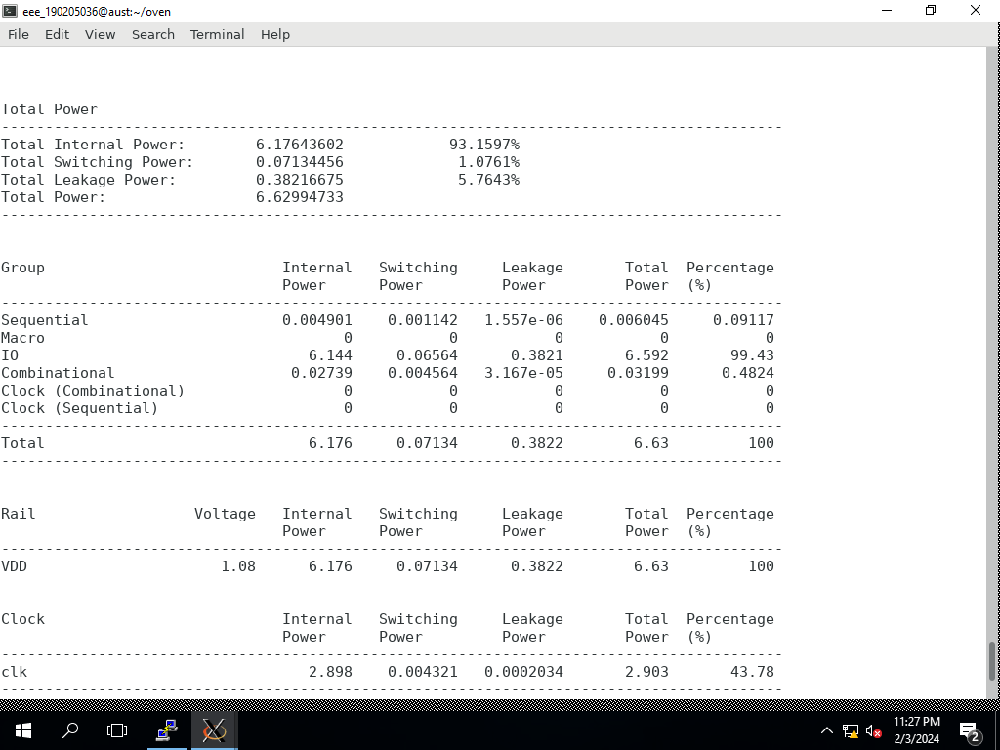 eee_190205036@aust:~/oven
File Edit View Search Terminal Help
Total Power
-----------------------------------------------------------------------------------------
Total Internal Power: 6.17643602 93.1597%
Total Switching Power: 0.07134456 1.0761%
Total Leakage Power: 0.38216675 5.7643%
Total Power: 6.62994733
-----------------------------------------------------------------------------------------
Group Internal Switching Leakage Total Percentage
Power Power Power Power (%)
-----------------------------------------------------------------------------------------
Sequential 0.004901 0.001142 1.557e-06 0.006045 0.09117
Macro 0 0 0 0 0
IO 6.144 0.06564 0.3821 6.592 99.43
Combinational 0.02739 0.004564 3.167e-05 0.03199 0.4824
Clock (Combinational) 0 0 0 0 0
Clock (Sequential) 0 0 0 0 0
-----------------------------------------------------------------------------------------
Total 6.176 0.07134 0.3822 6.63 100
-----------------------------------------------------------------------------------------
Rail Voltage Internal Switching Leakage Total Percentage
Power Power Power Power (%)
-----------------------------------------------------------------------------------------
VDD 1.08 6.176 0.07134 0.3822 6.63 100
Clock Internal Switching Leakage Total Percentage
Power Power Power Power (%)
-----------------------------------------------------------------------------------------
clk 2.898 0.004321 0.0002034 2.903 43.78
-----------------------------------------------------------------------------------------
11:27 PM
2/3/2024
2